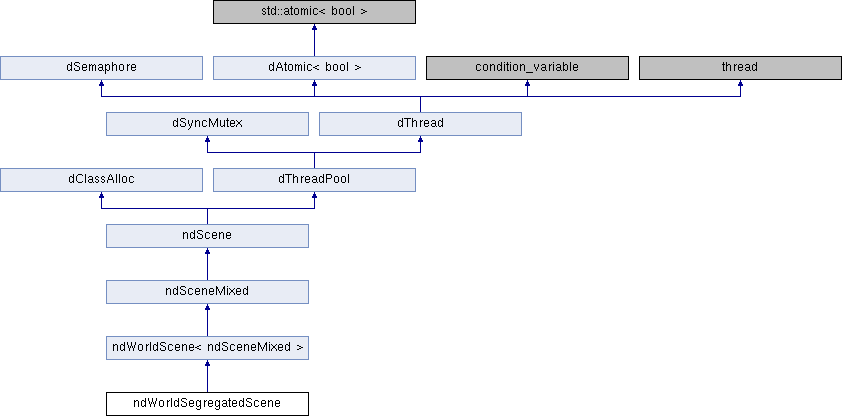 std::atomic< bool >
dSemaphore
dAtomic< bool >
condition_variable
thread
dSyncMutex
dThread
dClassAlloc
dThreadPool
ndScene
ndSceneMixed
ndWorldScene< ndSceneMixed >
ndWorldSegregatedScene